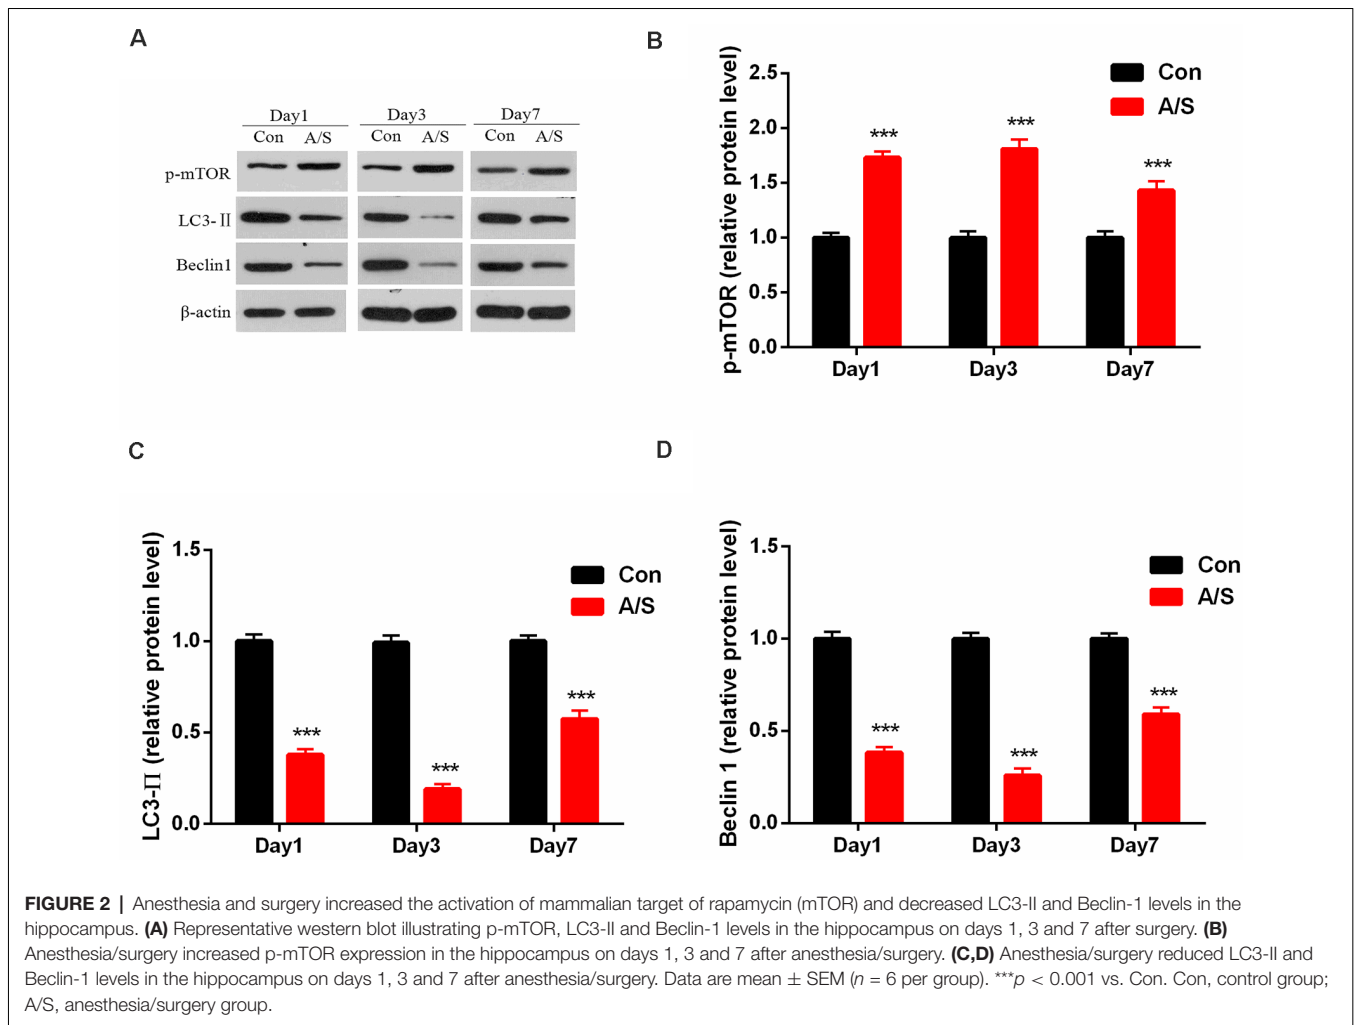 A
Day1 Day3 Day7
Con A/S Con A/S Con A/S
p-mTOR
LC3-Ⅱ
Beclin1
β-actin
B
p-mTOR (relative protein level)
2.5
2.0
1.5
1.0
0.5
0.0
Con
A/S
*** *** ***
Day1 Day3 Day7
C
LC3-Π (relative protein level)
1.5
1.0
0.5
0.0
Con
A/S
*** *** ***
Day1 Day3 Day7
D
Beclin 1 (relative protein level)
1.5
1.0
0.5
0.0
Con
A/S
*** *** ***
Day1 Day3 Day7
FIGURE 2 | Anesthesia and surgery increased the activation of mammalian target of rapamycin (mTOR) and decreased LC3-II and Beclin-1 levels in the
hippocampus. (A) Representative western blot illustrating p-mTOR, LC3-II and Beclin-1 levels in the hippocampus on days 1, 3 and 7 after surgery. (B)
Anesthesia/surgery increased p-mTOR expression in the hippocampus on days 1, 3 and 7 after anesthesia/surgery. (C,D) Anesthesia/surgery reduced LC3-II and
Beclin-1 levels in the hippocampus on days 1, 3 and 7 after anesthesia/surgery. Data are mean ± SEM (n = 6 per group). ***p < 0.001 vs. Con. Con, control group;
A/S, anesthesia/surgery group.